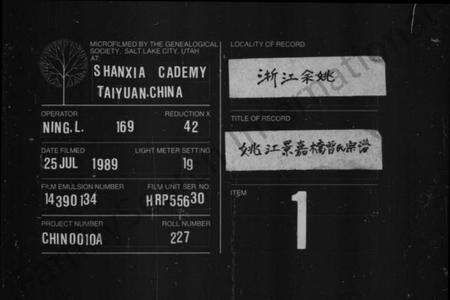 MICROFILMED BY THE GENEALOGICAL
SOCIETY, SALT LAKE CITY, UTAH
AT
SHANXIA CADEMY
TAIYUAN.CHINA
OPERATOR
REDUCTION X
NING.L. 169
42
DATE FILMED
LIGHT METER SETTING
25 JUL 1989
19
FILM EMULSION NUMBER
FILM UNIT SER. NO.
14390134
HRP55630
PROJECT NUMBER
ROLL NUMBER
CHIN0010A
227
LOCALITY OF RECORD
浙江余姚
TITLE OF RECORD
姚江景嘉橋魯氏宗譜
ITEM
1